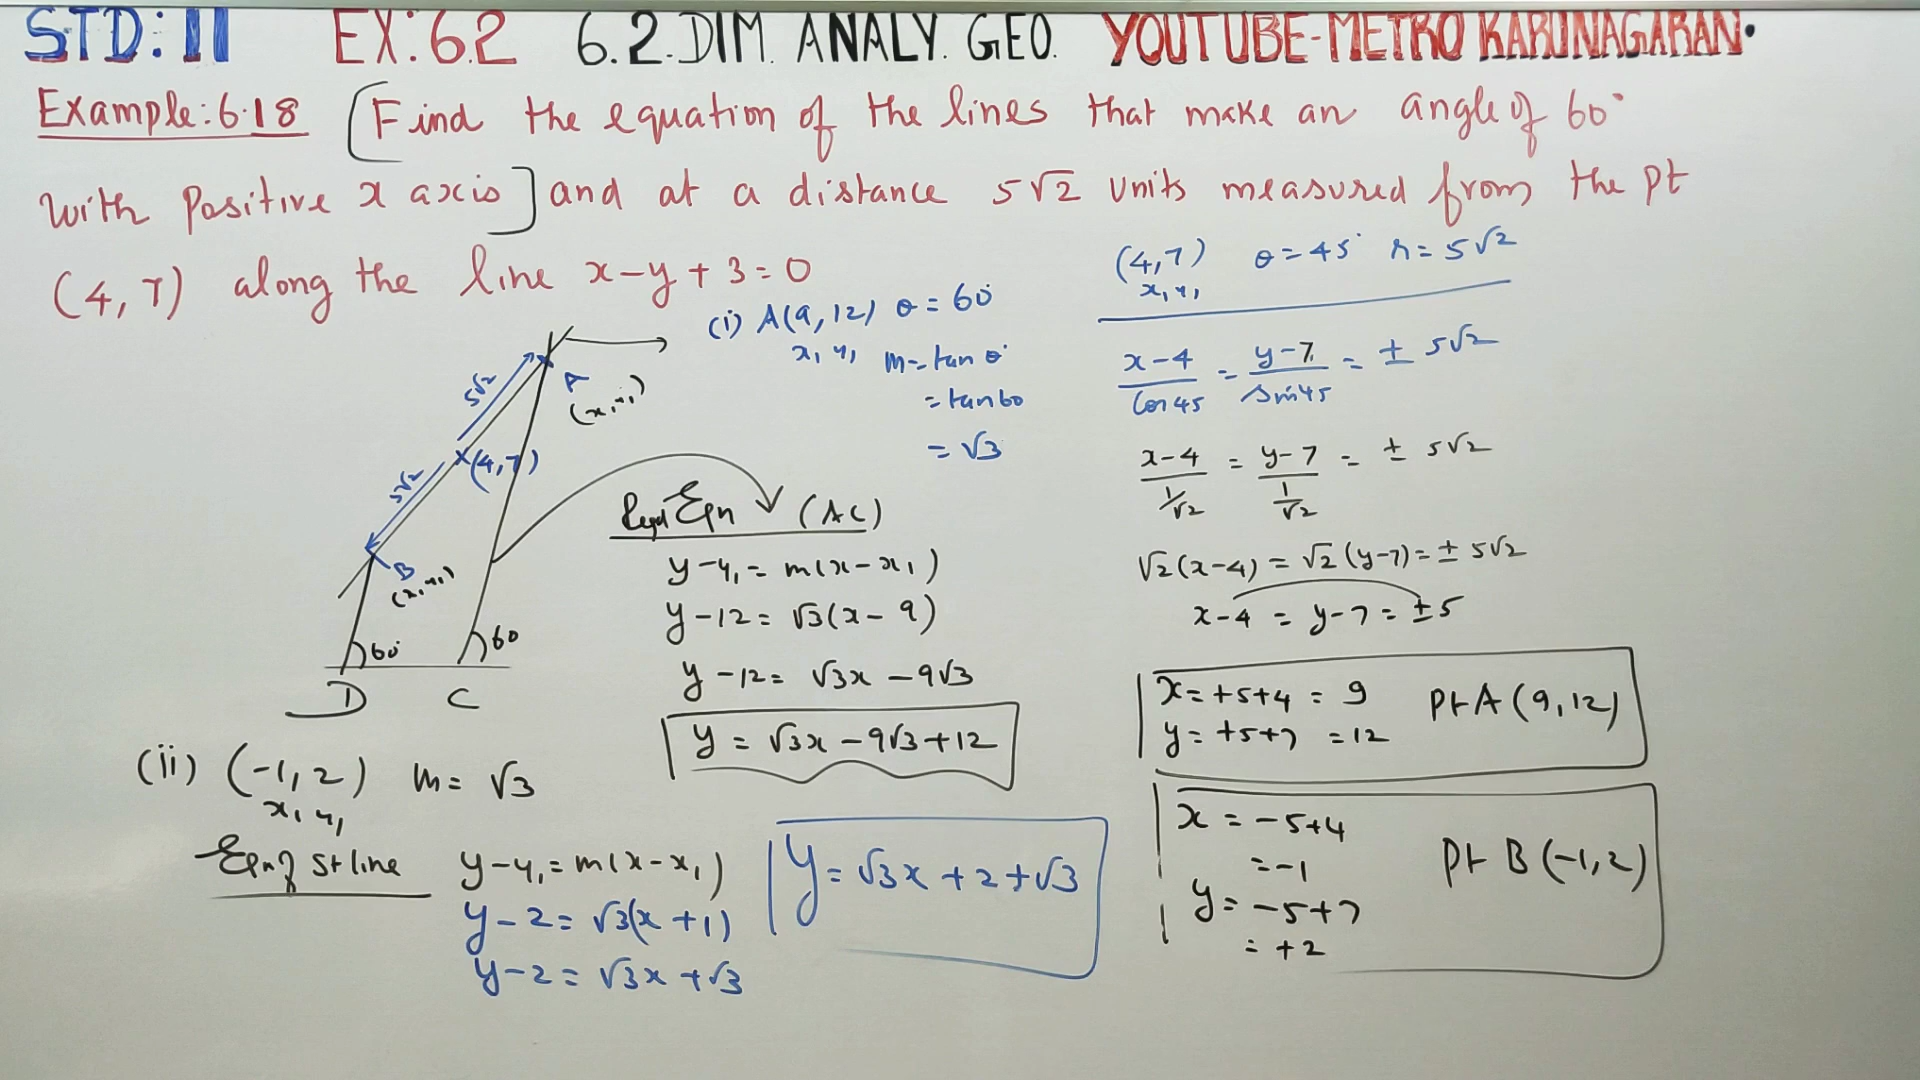 STD: 11 EX: 6.2 6.2.DIM. ANALY. GEO. YOUTUBE-METRO KARUNAGARAN.
Example: 6.18 [Find the equation of the lines that make an angle of 60°
with positive x axis] and at a distance 5√2 units measured from the pt
(4, 7) along the line x-y+3=0
5√2
A
(x₁y₁)
(4,7)
5√2
B
(x₁y₁)
60°
60
D
C
(i) A(9, 12) θ = 60°
x₁ y₁ m = tan θ
= tan 60
= √3
Eqn (AC)
y-y₁ = m(x-x₁)
y-12 = √3(x-9)
y-12 = √3x - 9√3
y = √3x - 9√3 + 12
(4,7) θ = 45° r = 5√2
x₁ y₁
x-4/cos 45 = y-7/sin 45 = ± 5√2
x-4/1/√2 = y-7/1/√2 = ± 5√2
√2(x-4) = √2(y-7) = ± 5√2
x-4 = y-7 = ±5
x = +5+4 = 9 pt A (9,12)
y = +5+7 = 12
x = -5+4
= -1
pt B (-1,2)
y = -5+7
= +2
(ii) (-1, 2) m = √3
x₁ y₁
Eqn of st line y-y₁ = m(x-x₁)
y-2 = √3(x+1)
y-2 = √3x + √3
y = √3x + 2 + √3